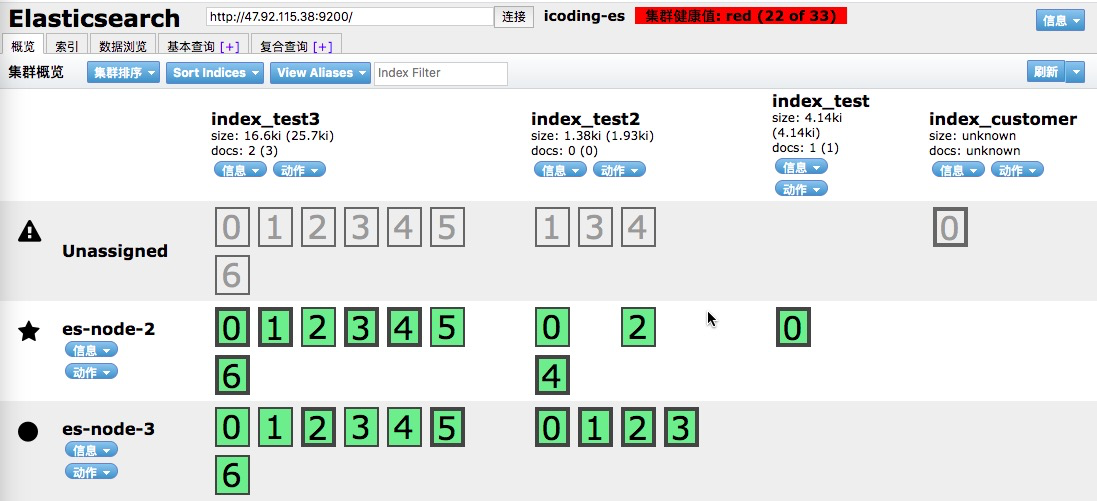 Elasticsearch http://47.92.115.38:9200/ 连接 icoding-es 集群健康值: red (22 of 33) 信息
概览 索引 数据浏览 基本查询 [+] 复合查询 [+]
集群概览 集群排序 Sort Indices View Aliases Index Filter 刷新
index_test3
size: 16.6ki (25.7ki)
docs: 2 (3)
信息 动作
index_test2
size: 1.38ki (1.93ki)
docs: 0 (0)
信息 动作
index_test
size: 4.14ki
(4.14ki)
docs: 1 (1)
信息
动作
index_customer
size: unknown
docs: unknown
信息 动作
Unassigned
0 1 2 3 4 5
6
1 3 4
0
es-node-2
信息
动作
0 1 2 3 4 5
6
0 2
4
0
es-node-3
信息
动作
0 1 2 3 4 5
6
0 1 2 3